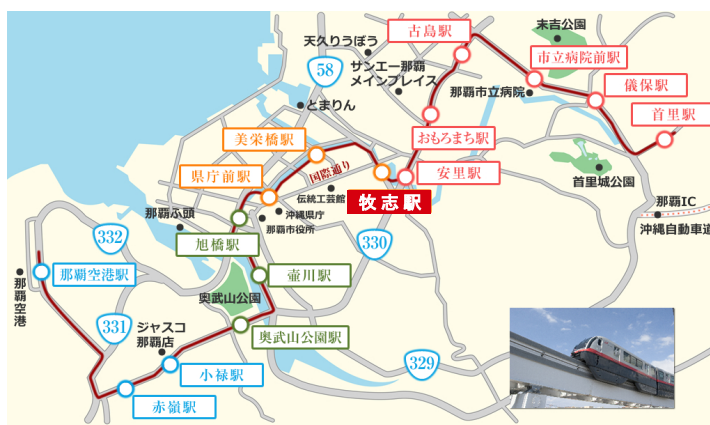 古島駅
末吉公園
天久りうぼう
市立病院前駅
58
サンエー那覇
メインプレイス
儀保駅
那覇市立病院
とまりん
首里駅
美栄橋駅
おもろまち駅
国際通り
県庁前駅
安里駅
首里城公園
伝統工芸館
牧志駅
那覇IC
沖縄県庁
那覇ふ頭
那覇市役所
沖縄自動車道
332
旭橋駅
330
那覇空港駅
壷川駅
那覇空港
奥武山公園
331
ジャスコ
那覇店
奥武山公園駅
329
小禄駅
赤嶺駅